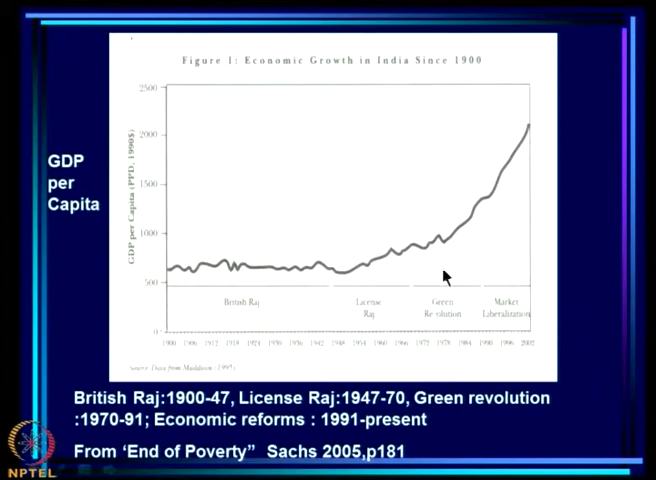 Figure 1: Economic Growth in India Since 1900
GDP
per
Capita
GDP per Capita (PPD, 1990$)
2500
2000
1500
1000
500
0
British Raj
License
Raj
Green
Revolution
Market
Liberalization
1900 1906 1912 1918 1924 1930 1936 1942 1948 1954 1960 1966 1972 1978 1984 1990 1996 2002
Source: Data from Maddison (1995)
British Raj:1900-47, License Raj:1947-70, Green revolution
:1970-91; Economic reforms : 1991-present
From ‘End of Poverty” Sachs 2005,p181
NPTEL